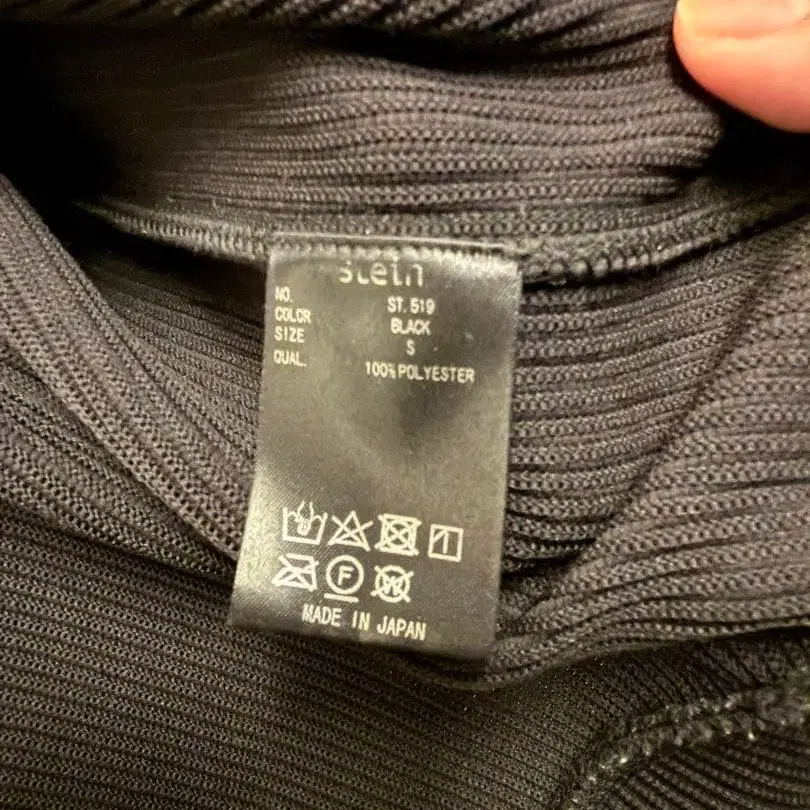 stein
NO. ST.519
COLOR BLACK
SIZE S
QUAL. 100%POLYESTER
F W
MADE IN JAPAN